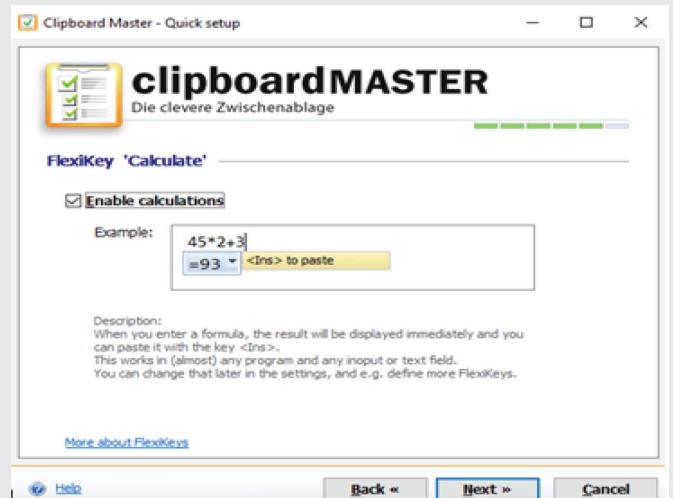 Clipboard Master - Quick setup
clipboardMASTER
Die clevere Zwischenablage
FlexiKey 'Calculate'
Enable calculations
Example:
45*2+3
=93 <Ins> to paste
Description:
When you enter a formula, the result will be displayed immediately and you
can paste it with the key <Ins>.
This works in (almost) any program and any inoput or text field.
You can change that later in the settings, and e.g. define more FlexiKeys.
More about FlexiKeys
Help Back « Next » Cancel